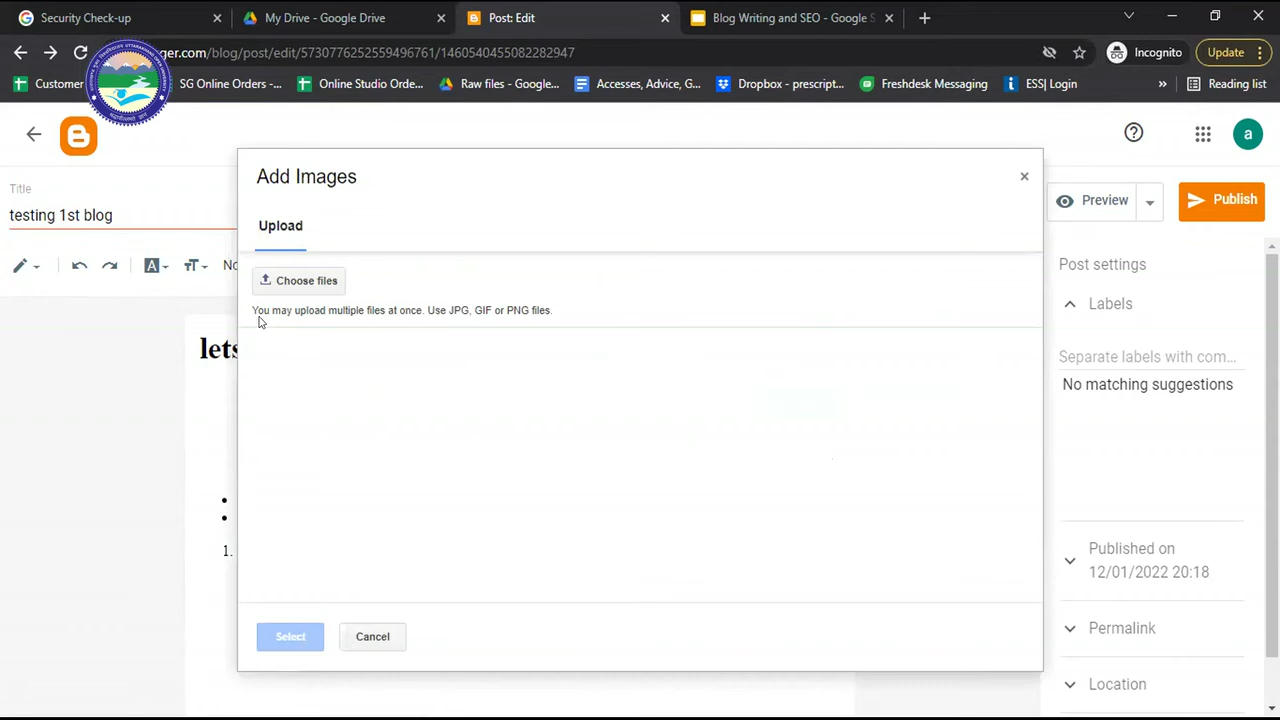 Security Check-up
My Drive - Google Drive
Post: Edit
Blog Writing and SEO - Google S
ger.com/blog/post/edit/5730776252559496761/1460540455082282947
Incognito
Update
Customer
SG Online Orders -...
Online Studio Orde...
Raw files - Google...
Accesses, Advice, G...
Dropbox - p
Freshdesk Messaging
ESS| Login
»
Reading list
a
Add Images
Title
testing 1st blog
Preview
Publish
Upload
No
Post settings
Choose files
You may upload multiple files at once. Use JPG, GIF or PNG files.
Labels
lets
Separate labels with com...
No matching suggestions
1.
Published on
12/01/2022 20:18
Permalink
Select
Cancel
Location